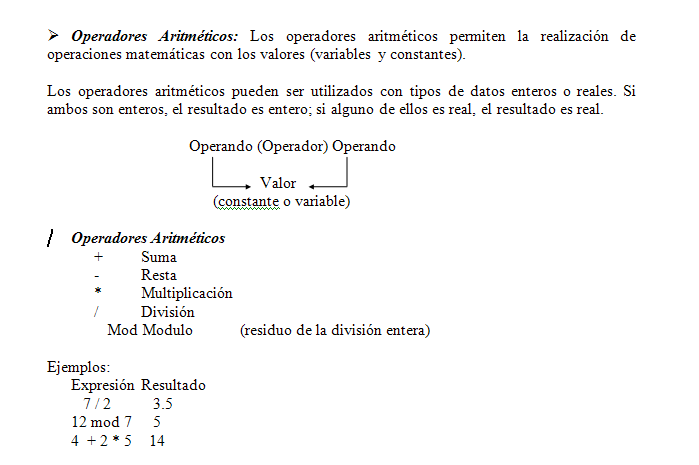 ➢ Operadores Aritméticos: Los operadores aritméticos permiten la realización de
operaciones matemáticas con los valores (variables y constantes).
Los operadores aritméticos pueden ser utilizados con tipos de datos enteros o reales. Si
ambos son enteros, el resultado es entero; si alguno de ellos es real, el resultado es real.
Operando (Operador) Operando
Valor
(constante o variable)
/ Operadores Aritméticos
+ Suma
- Resta
* Multiplicación
/ División
Mod Modulo (residuo de la división entera)
Ejemplos:
Expresión Resultado
7 / 2 3.5
12 mod 7 5
4 + 2 * 5 14